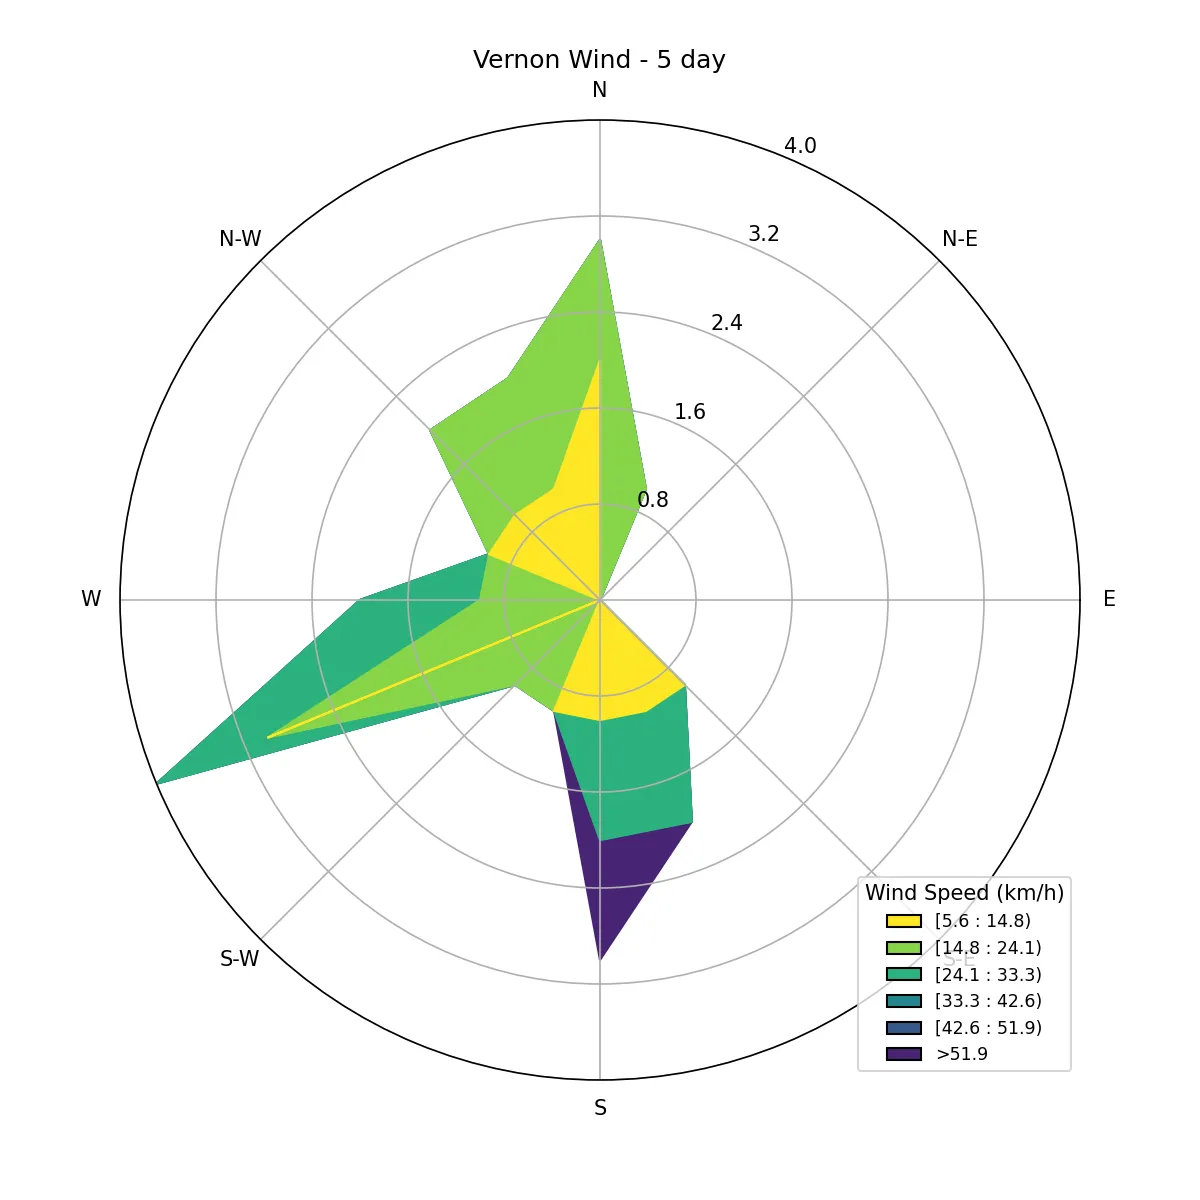 Vernon Wind - 5 day
N
4.0
N-W
3.2
N-E
2.4
1.6
0.8
W
E
S-W
S-E
S
Wind Speed (km/h)
[5.6 : 14.8)
[14.8 : 24.1)
[24.1 : 33.3)
[33.3 : 42.6)
[42.6 : 51.9)
>51.9